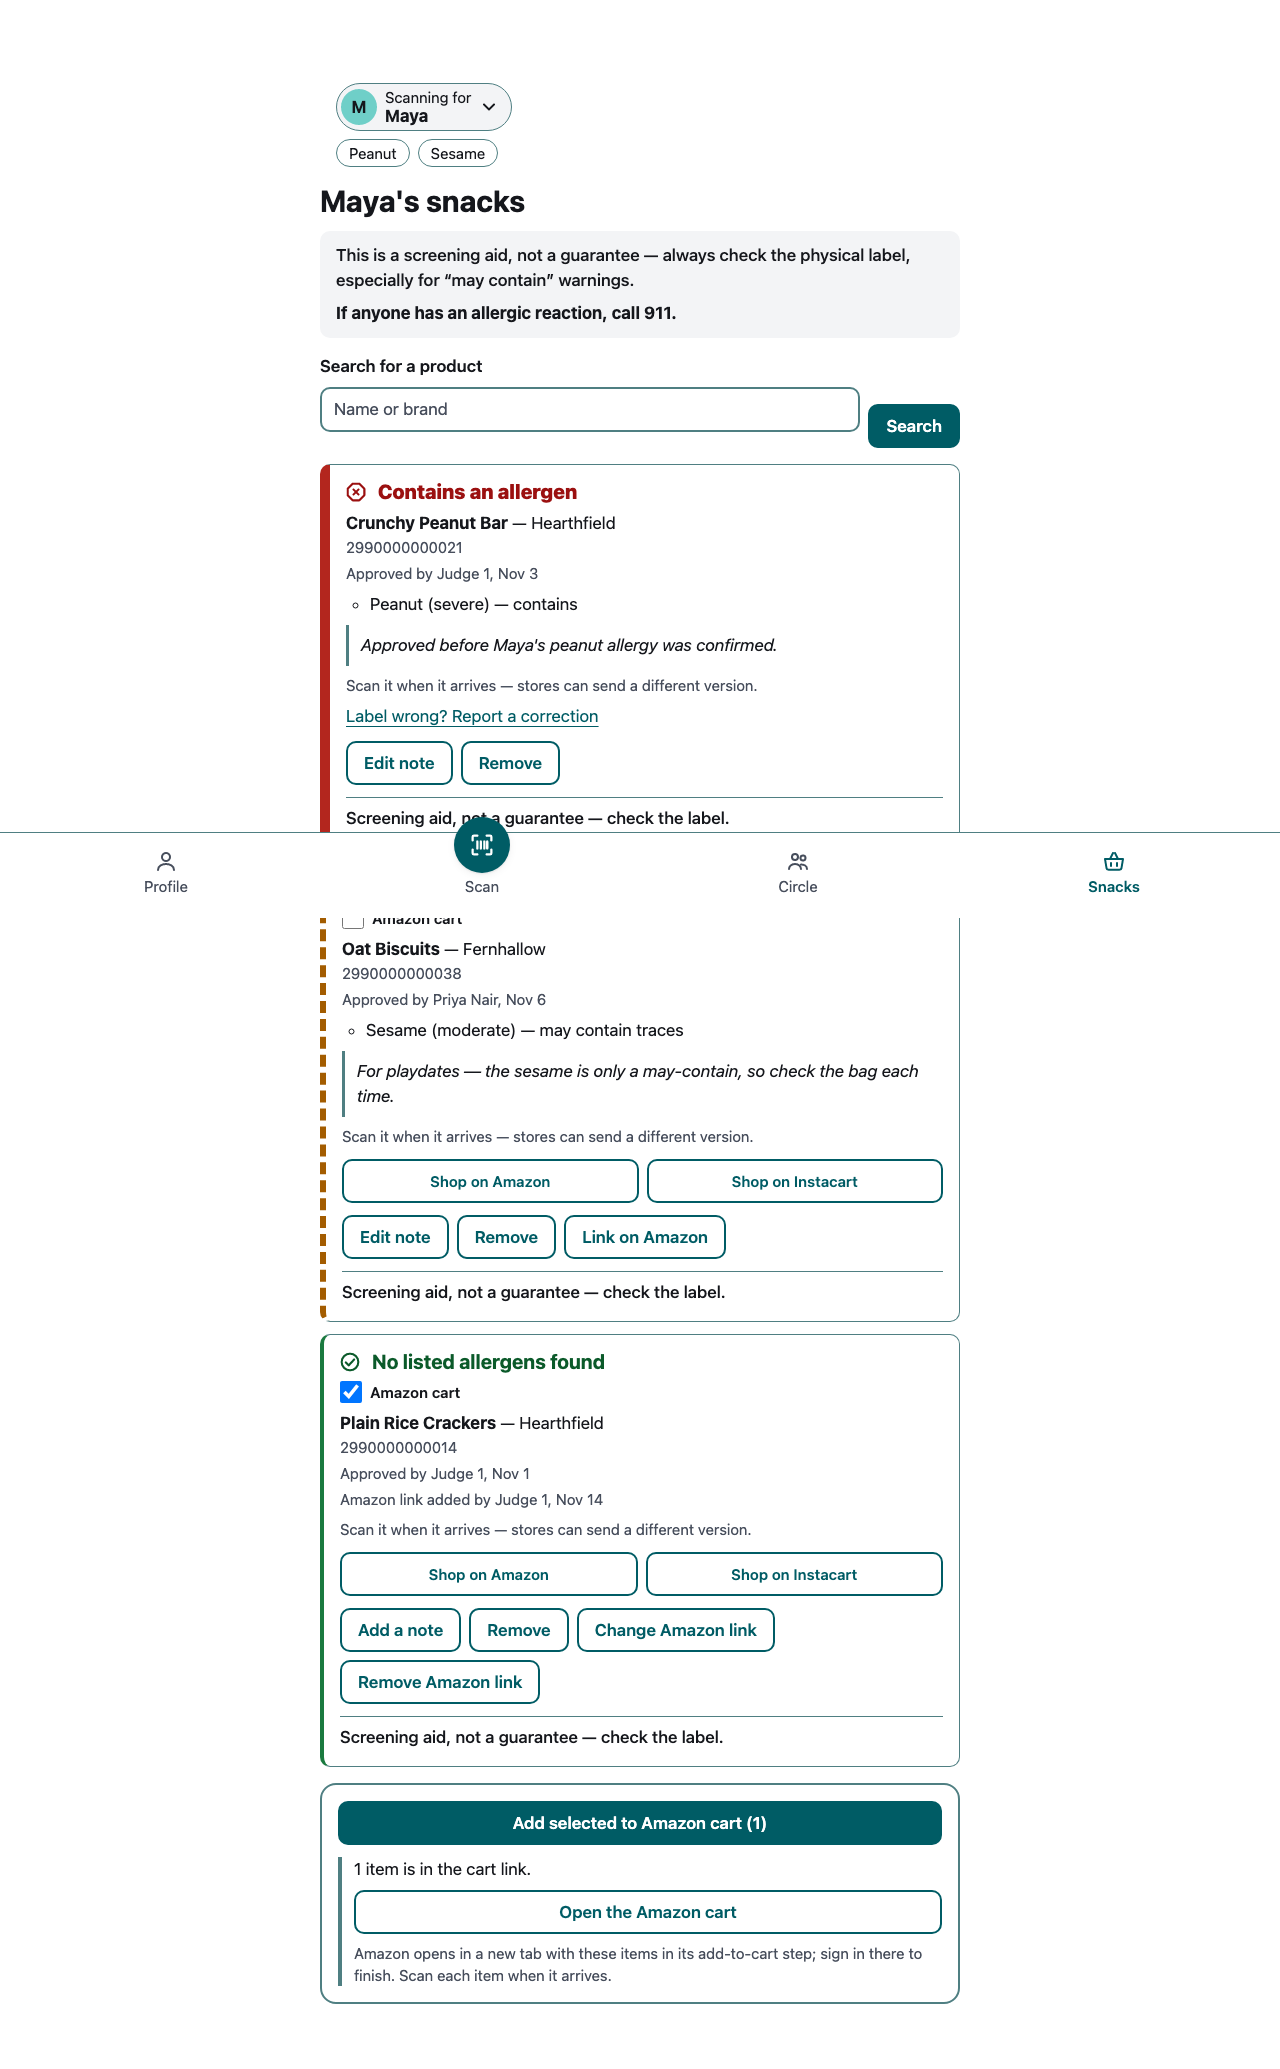 M
Scanning for
Maya
Peanut Sesame
Maya's snacks
This is a screening aid, not a guarantee — always check the physical label,
especially for “may contain” warnings.
If anyone has an allergic reaction, call 911.
Search for a product
Name or brand
Search
Contains an allergen
Crunchy Peanut Bar — Hearthfield
2990000000021
Approved by Judge 1, Nov 3
Peanut (severe) — contains
Approved before Maya's peanut allergy was confirmed.
Scan it when it arrives — stores can send a different version.
Label wrong? Report a correction
Edit note Remove
Screening aid, not a guarantee — check the label.
Profile Scan Circle Snacks
Amazon cart
Oat Biscuits — Fernhallow
2990000000038
Approved by Priya Nair, Nov 6
Sesame (moderate) — may contain traces
For playdates — the sesame is only a may-contain, so check the bag each
time.
Scan it when it arrives — stores can send a different version.
Shop on Amazon Shop on Instacart
Edit note Remove Link on Amazon
Screening aid, not a guarantee — check the label.
No listed allergens found
Amazon cart
Plain Rice Crackers — Hearthfield
2990000000014
Approved by Judge 1, Nov 1
Amazon link added by Judge 1, Nov 14
Scan it when it arrives — stores can send a different version.
Shop on Amazon Shop on Instacart
Add a note Remove Change Amazon link
Remove Amazon link
Screening aid, not a guarantee — check the label.
Add selected to Amazon cart (1)
1 item is in the cart link.
Open the Amazon cart
Amazon opens in a new tab with these items in its add-to-cart step; sign in there to
finish. Scan each item when it arrives.